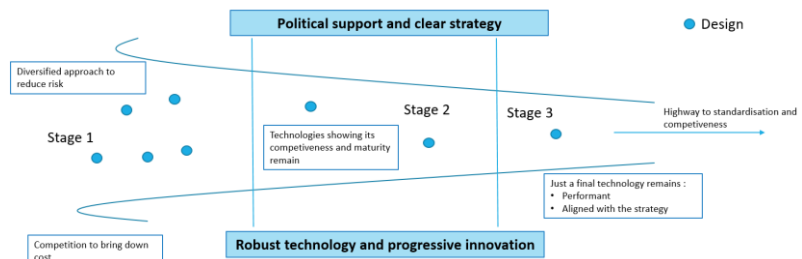 Political support and clear strategy
Design
Diversified approach to
reduce risk
Stage 1
Stage 2
Stage 3
Technologies showing its
competiveness and maturity
remain
Highway to standardisation and
competiveness
Just a final technology remains :
• Performant
• Aligned with the strategy
Competition to bring down
cost
Robust technology and progressive innovation